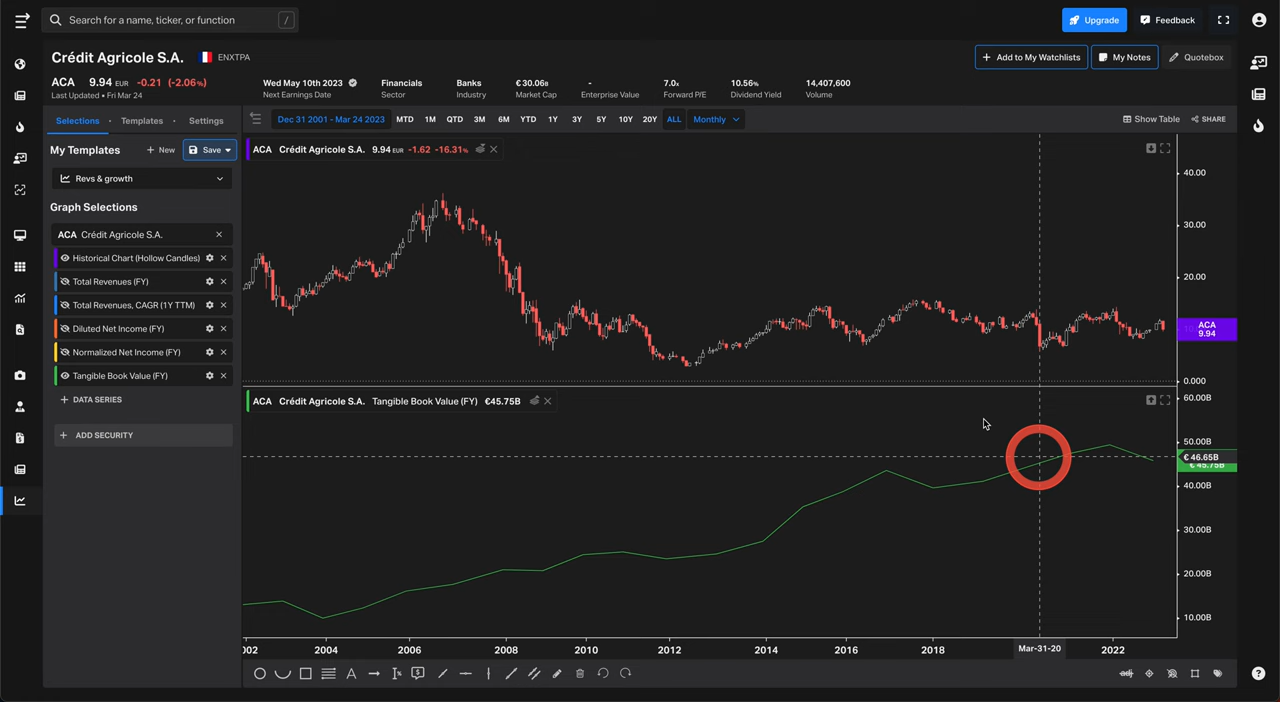 Search for a name, ticker, or function /
Upgrade Feedback
Crédit Agricole S.A. ENXTPA
Add to My Watchlists My Notes Quotebox
ACA 9.94 EUR -0.21 (-2.06%)
Last Updated • Fri Mar 24
Wed May 10th 2023 Financials Banks € 30.06B - 7.0x 10.56% 14,407,600
Next Earnings Date Sector Industry Market Cap Enterprise Value Forward P/E Dividend Yield Volume
Selections • Templates • Settings
Dec 31 2001 - Mar 24 2023 MTD 1M QTD 3M 6M YTD 1Y 3Y 5Y 10Y 20Y ALL Monthly Show Table SHARE
My Templates + New Save
ACA Crédit Agricole S.A. 9.94 EUR -1.62 -16.31%
Revs & growth
Graph Selections
ACA Crédit Agricole S.A.
Historical Chart (Hollow Candles)
Total Revenues (FY)
Total Revenues, CAGR (1Y TTM)
Diluted Net Income (FY)
Normalized Net Income (FY)
Tangible Book Value (FY)
+ DATA SERIES
+ ADD SECURITY
40.00
30.00
20.00
ACA
9.94
0.000
ACA Crédit Agricole S.A. Tangible Book Value (FY) €45.75B
60.00B
50.00B
€ 46.65B
€ 45.75B
40.00B
30.00B
20.00B
10.00B
002 2004 2006 2008 2010 2012 2014 2016 2018 Mar-31-20 2022
A
?